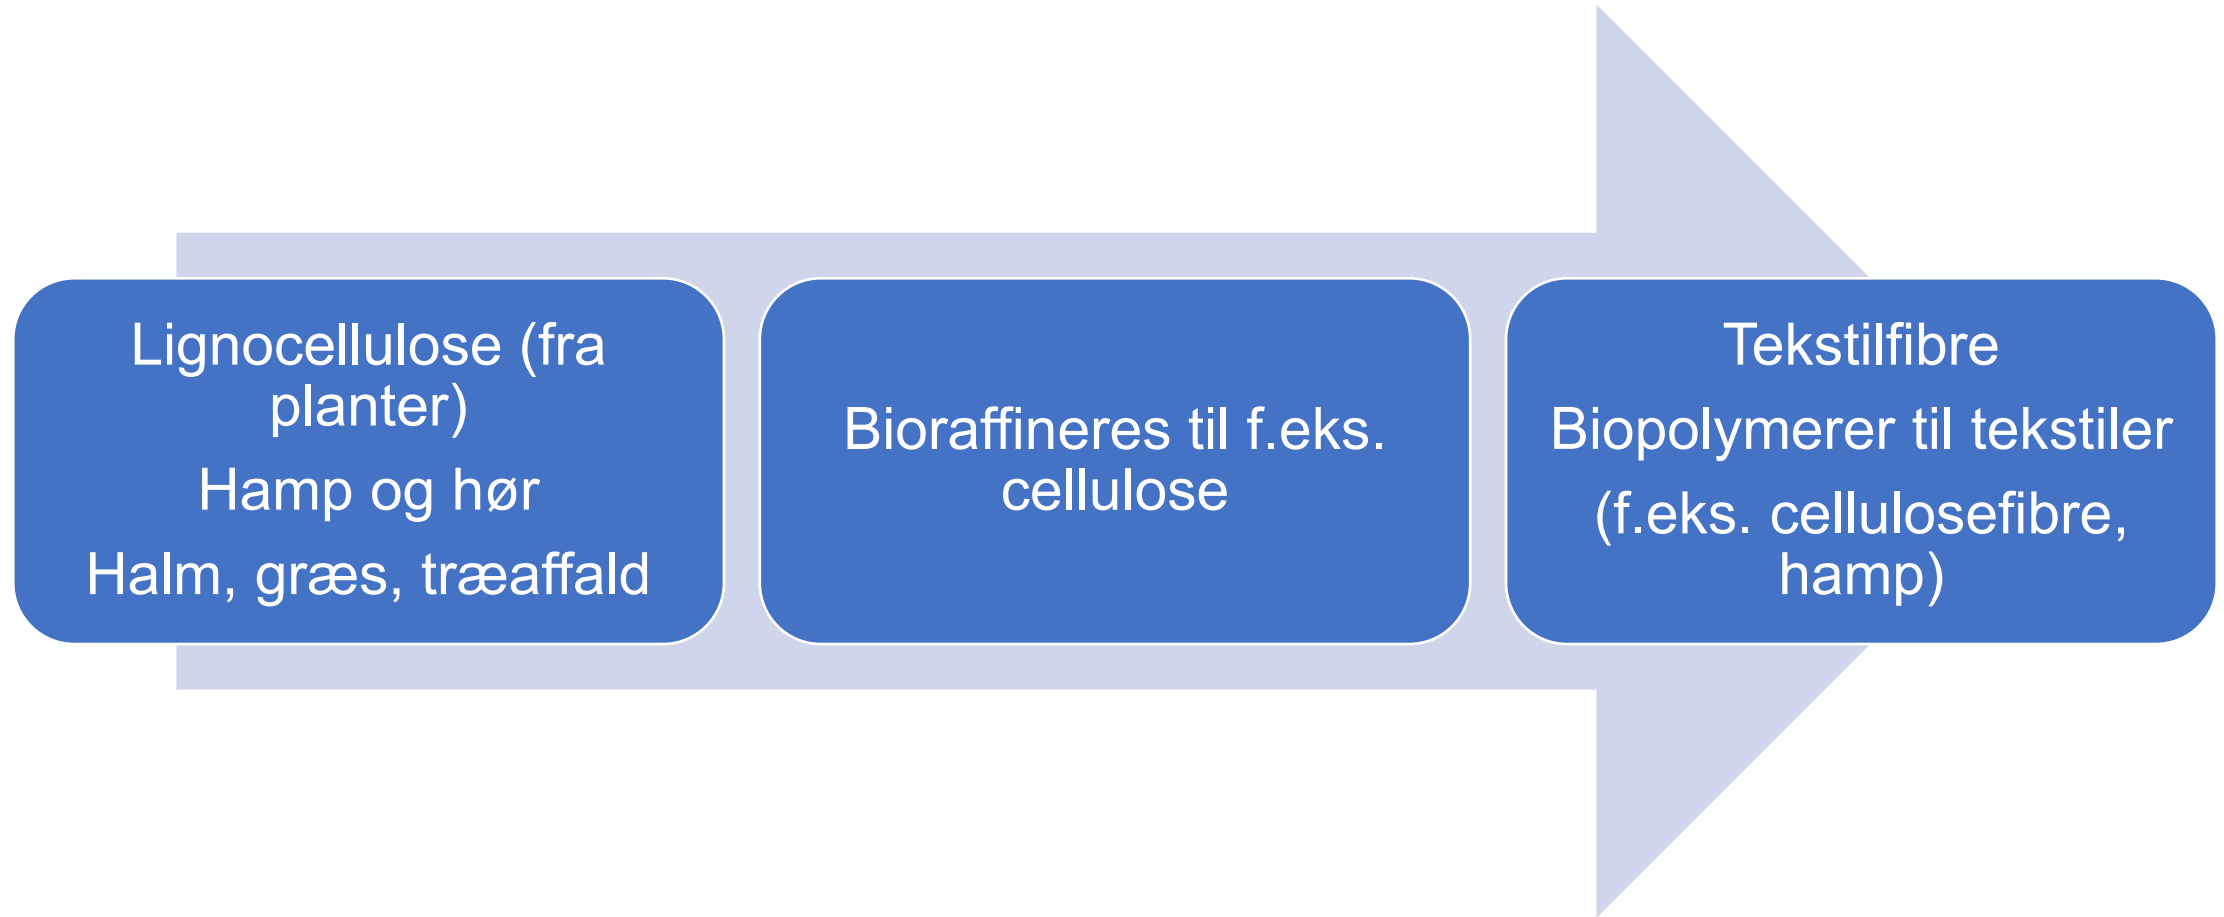 Lignocellulose (fra
planter)
Hamp og hør
Halm, græs, træaffald
Bioraffineres til f.eks.
cellulose
Tekstilfibre
Biopolymerer til tekstiler
(f.eks. cellulosefibre,
hamp)